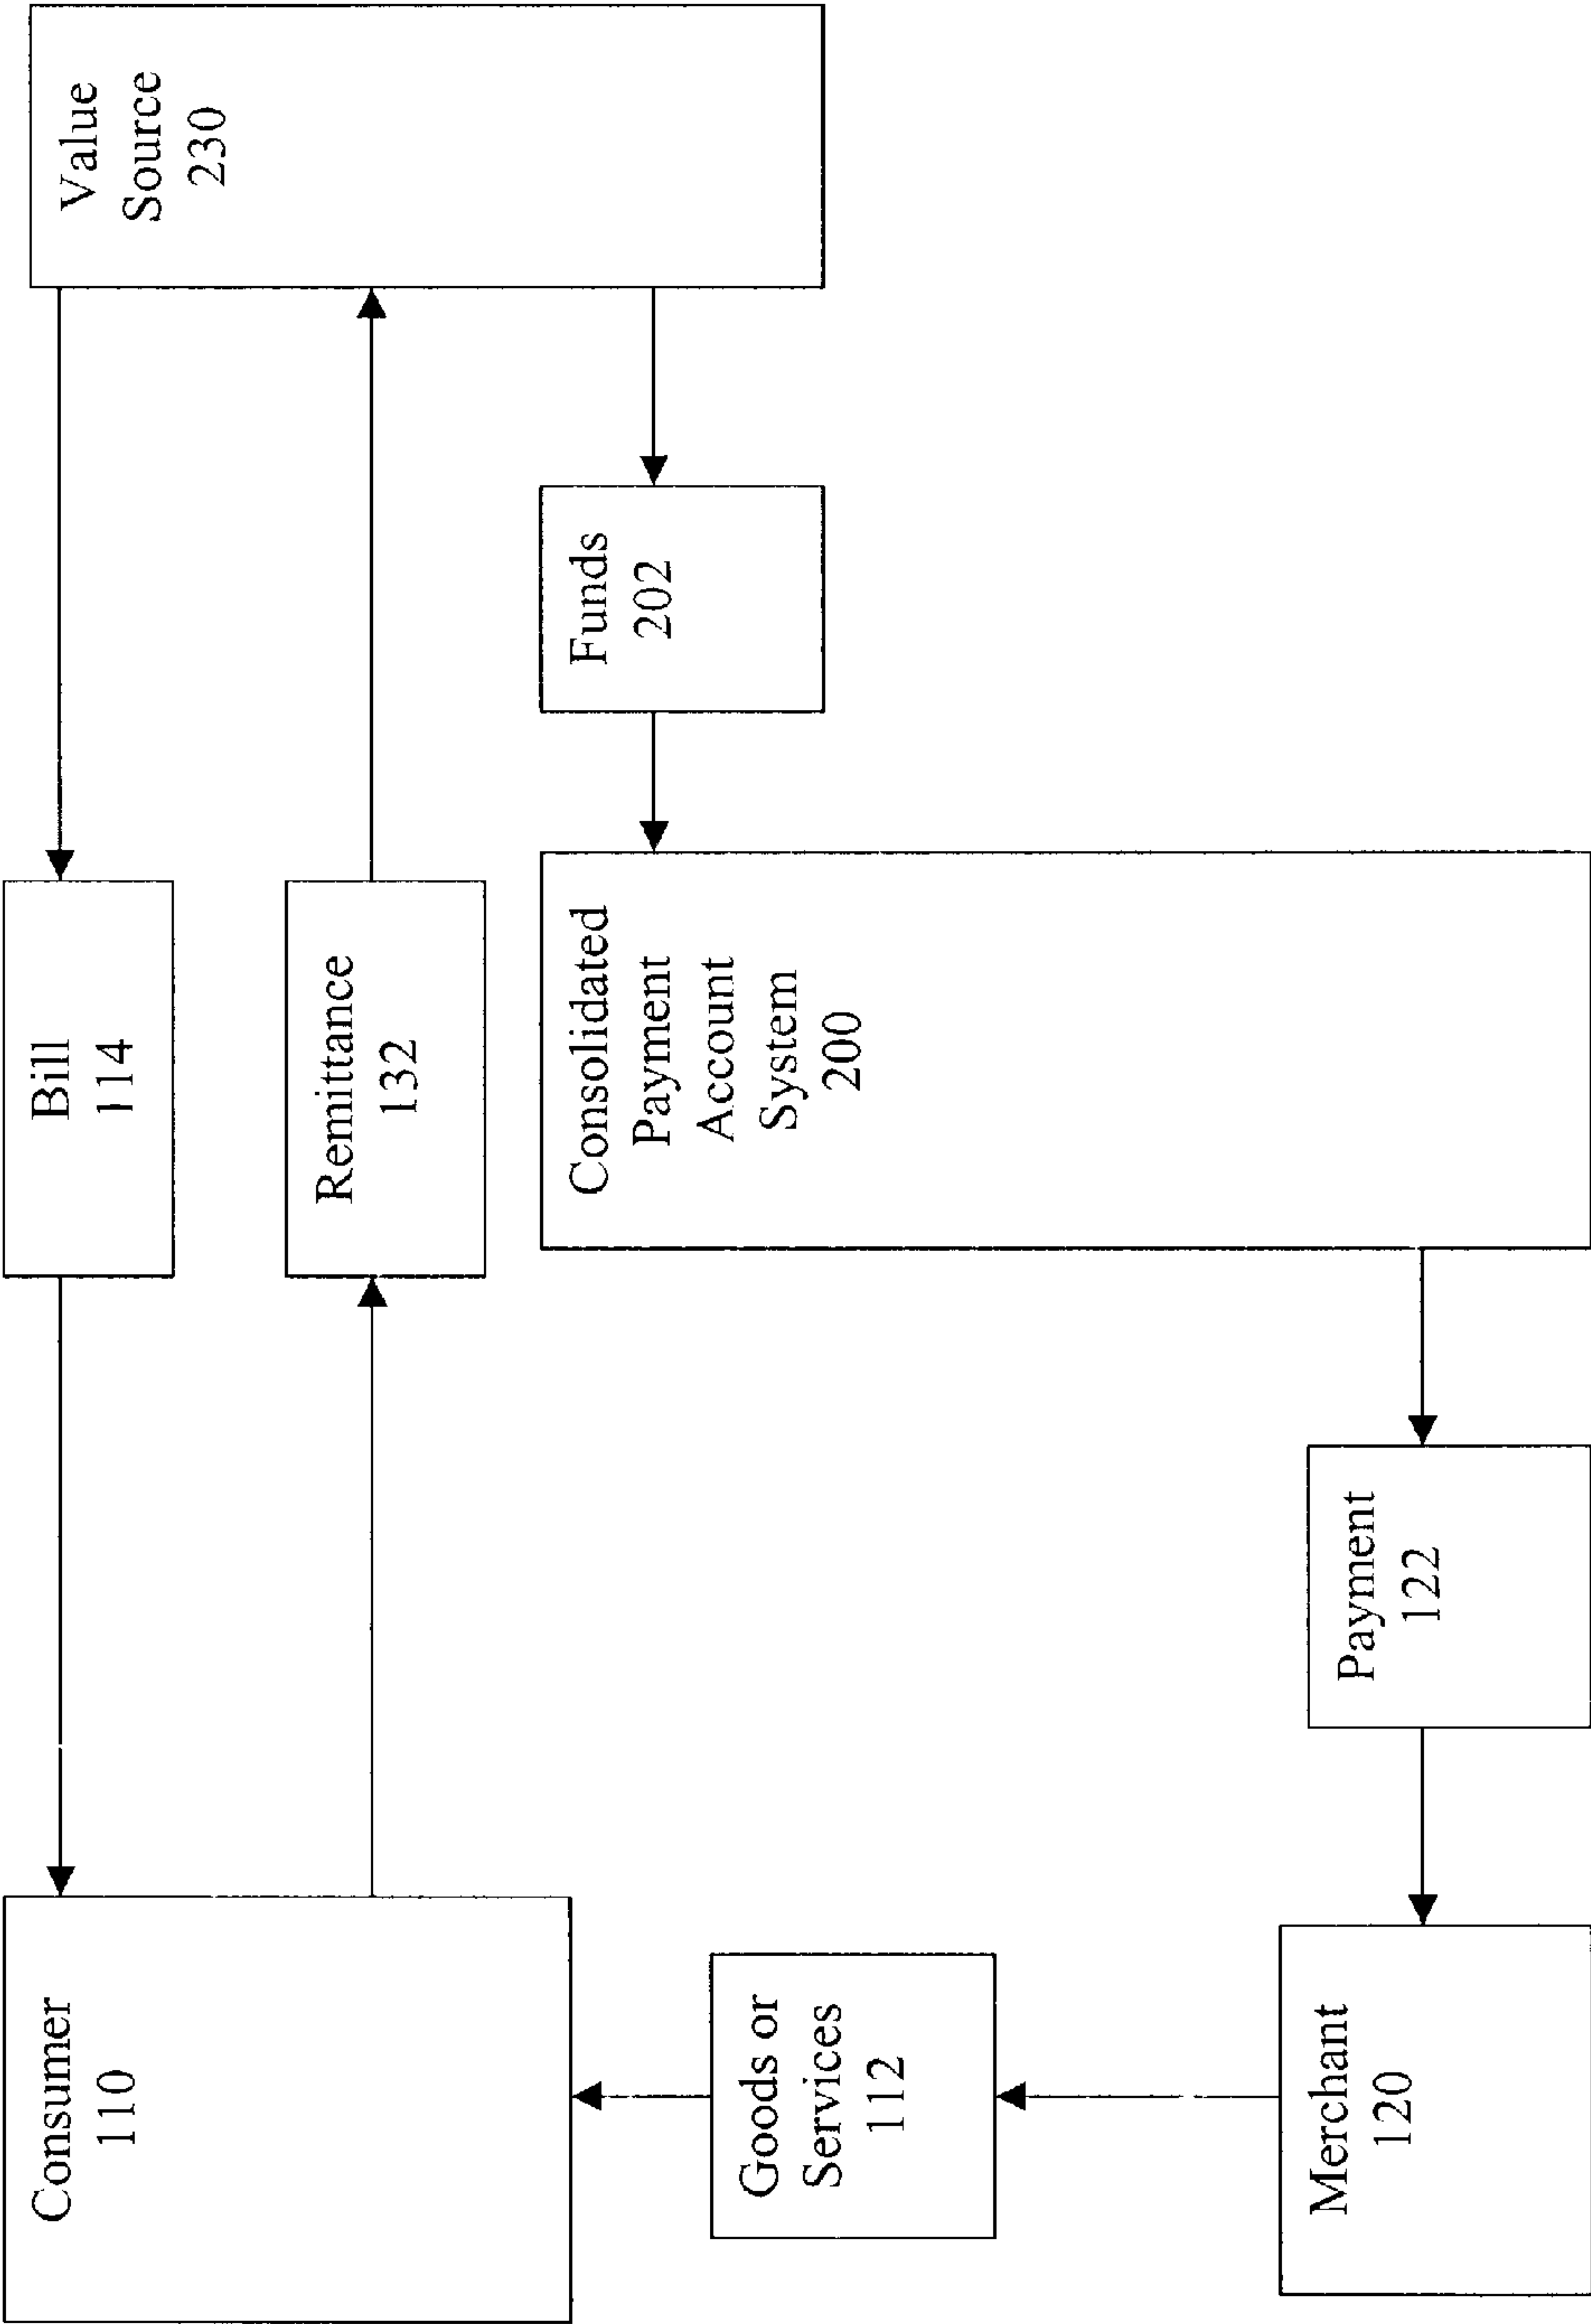 Consumer
110
Bill
114
Value
Source
230
Remittance
132
Goods or
Services
112
Consolidated
Payment
Account
System
200
Funds
202
Merchant
120
Payment
122